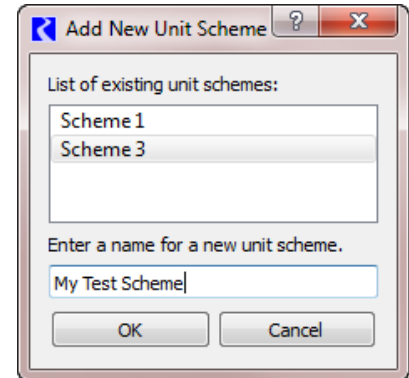 Add New Unit Scheme ? X
List of existing unit schemes:
Scheme 1
Scheme 3
Enter a name for a new unit scheme.
My Test Scheme
OK Cancel